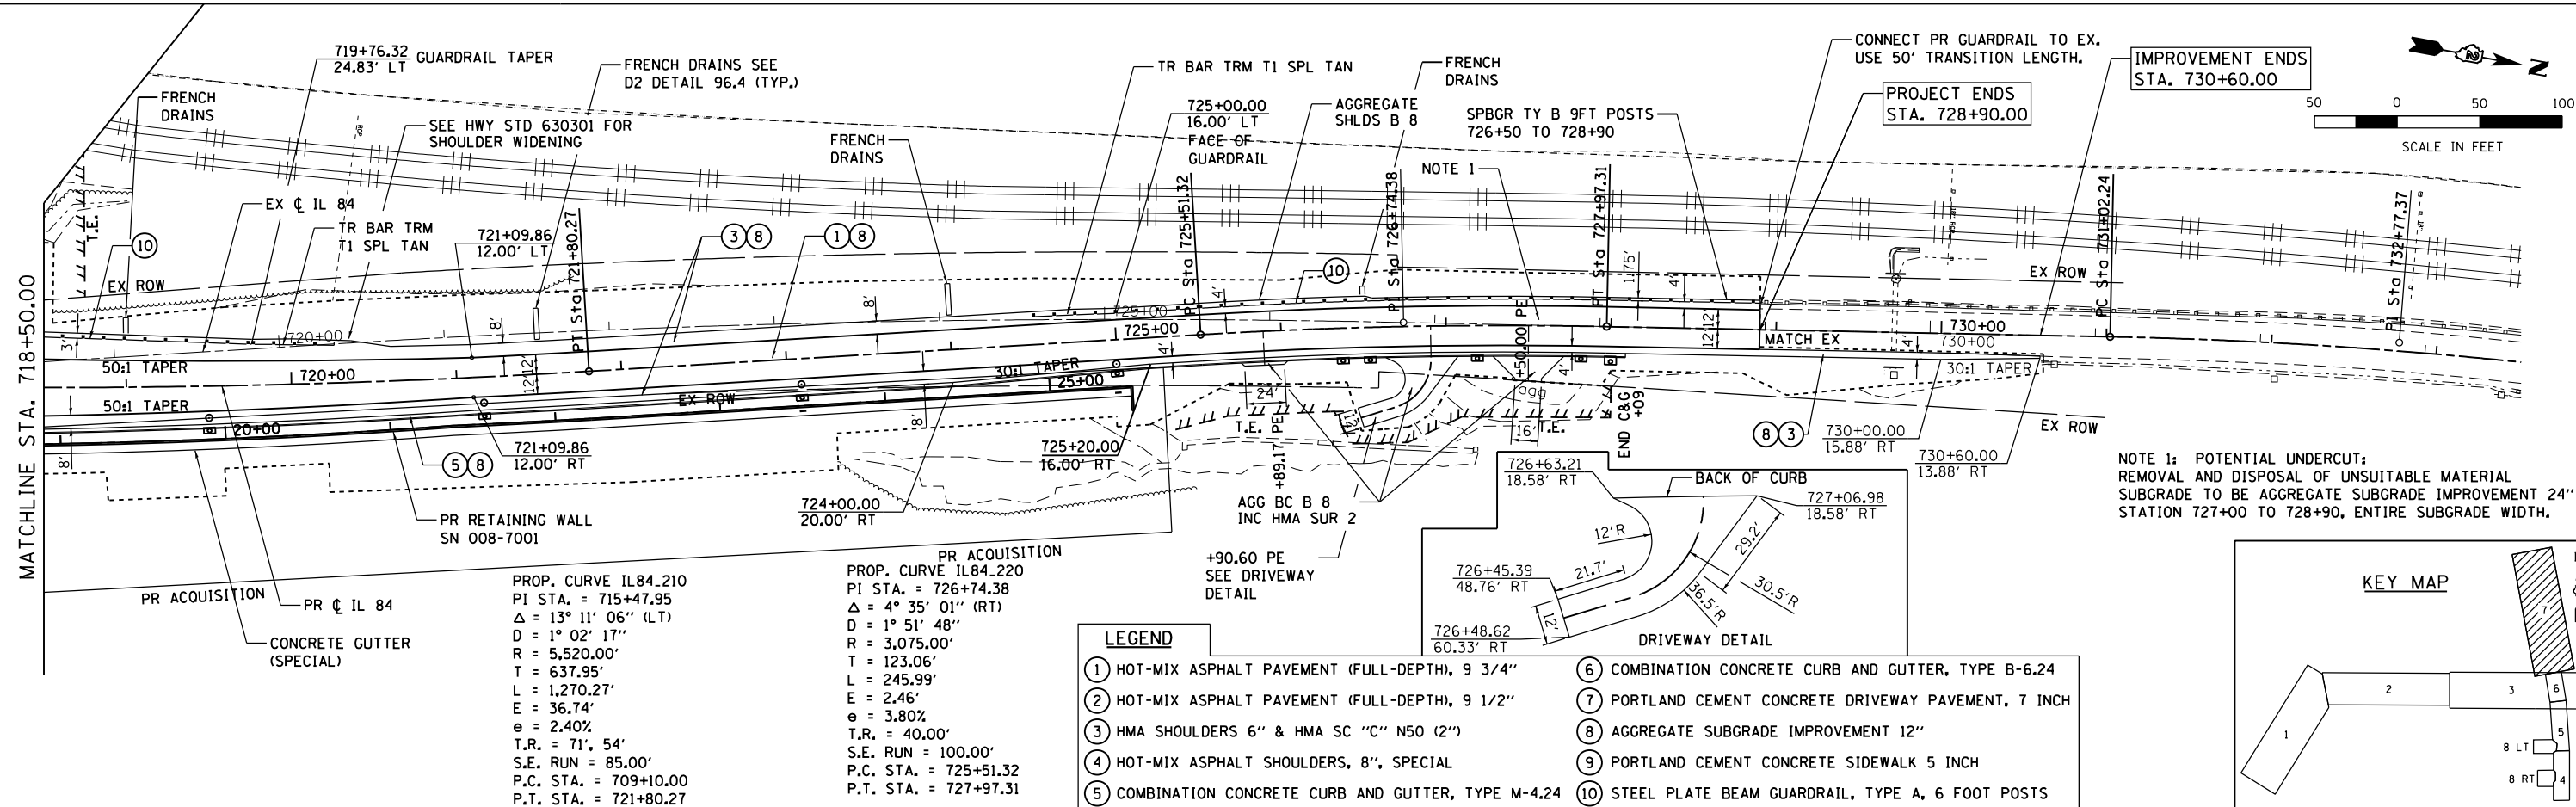 719+76.32
24.83' LT
GUARDRAIL TAPER
FRENCH DRAINS SEE
D2 DETAIL 96.4 (TYP.)
FRENCH
DRAINS
SEE HWY STD 630301 FOR
SHOULDER WIDENING
TR BAR TRM T1 SPL TAN
725+00.00
16.00' LT
FACE OF
GUARDRAIL
AGGREGATE
SHLDS B 8
FRENCH
DRAINS
SPBGR TY B 9FT POSTS
726+50 TO 728+90
CONNECT PR GUARDRAIL TO EX.
USE 50' TRANSITION LENGTH.
PROJECT ENDS
STA. 728+90.00
IMPROVEMENT ENDS
STA. 730+60.00
N
50 0 50 100
SCALE IN FEET
FRENCH
DRAINS
NOTE 1
T.E.
10
EX ROW
EX ℄ IL 84
TR BAR TRM
T1 SPL TAN
721+09.86
12.00' LT
PT Sta 721+80.27
3 8
1 8
PC Sta 725+51.32
10
PI Sta 726+74.38
PT Sta 727+97.31
1.75'
4'
EX ROW
PC Sta 731+02.24
PI Sta 732+77.37
MATCHLINE STA. 718+50.00
3'
720+00
8'
8'
725+00
4'
50:1 TAPER
720+00
12' 12'
725+00
4'
+50.00 PE
12' 12'
730+00
MATCH EX
730+00
4'
30:1 TAPER
50:1 TAPER
20+00
EX ROW
30:1 TAPER
25+00
8'
24'
agg
4'
8'
5 8
721+09.86
12.00' RT
725+20.00
16.00' RT
T.E.
+89.17 PE
12'
16'
T.E.
END C&G
+09
8 3
730+00.00
15.88' RT
730+60.00
13.88' RT
EX ROW
PR RETAINING WALL
SN 008-7001
724+00.00
20.00' RT
AGG BC B 8
INC HMA SUR 2
+90.60 PE
SEE DRIVEWAY
DETAIL
PR ACQUISITION
PR ACQUISITION
PR ℄ IL 84
CONCRETE GUTTER
(SPECIAL)
726+63.21
18.58' RT
BACK OF CURB
727+06.98
18.58' RT
12'R
29.2'
726+45.39
48.76' RT
21.7'
30.5'R
36.5'R
12'
726+48.62
60.33' RT
DRIVEWAY DETAIL
NOTE 1: POTENTIAL UNDERCUT:
REMOVAL AND DISPOSAL OF UNSUITABLE MATERIAL
SUBGRADE TO BE AGGREGATE SUBGRADE IMPROVEMENT 24"
STATION 727+00 TO 728+90, ENTIRE SUBGRADE WIDTH.
PROP. CURVE IL84_210
PI STA. = 715+47.95
Δ = 13° 11' 06" (LT)
D = 1° 02' 17"
R = 5,520.00'
T = 637.95'
L = 1,270.27'
E = 36.74'
e = 2.40%
T.R. = 71', 54'
S.E. RUN = 85.00'
P.C. STA. = 709+10.00
P.T. STA. = 721+80.27
PROP. CURVE IL84_220
PI STA. = 726+74.38
Δ = 4° 35' 01" (RT)
D = 1° 51' 48"
R = 3,075.00'
T = 123.06'
L = 245.99'
E = 2.46'
e = 3.80%
T.R. = 40.00'
S.E. RUN = 100.00'
P.C. STA. = 725+51.32
P.T. STA. = 727+97.31
LEGEND
1 HOT-MIX ASPHALT PAVEMENT (FULL-DEPTH), 9 3/4"
2 HOT-MIX ASPHALT PAVEMENT (FULL-DEPTH), 9 1/2"
3 HMA SHOULDERS 6" & HMA SC "C" N50 (2")
4 HOT-MIX ASPHALT SHOULDERS, 8", SPECIAL
5 COMBINATION CONCRETE CURB AND GUTTER, TYPE M-4.24
6 COMBINATION CONCRETE CURB AND GUTTER, TYPE B-6.24
7 PORTLAND CEMENT CONCRETE DRIVEWAY PAVEMENT, 7 INCH
8 AGGREGATE SUBGRADE IMPROVEMENT 12"
9 PORTLAND CEMENT CONCRETE SIDEWALK 5 INCH
10 STEEL PLATE BEAM GUARDRAIL, TYPE A, 6 FOOT POSTS
KEY MAP
7
2
3
6
1
5
8 LT
8 RT
4